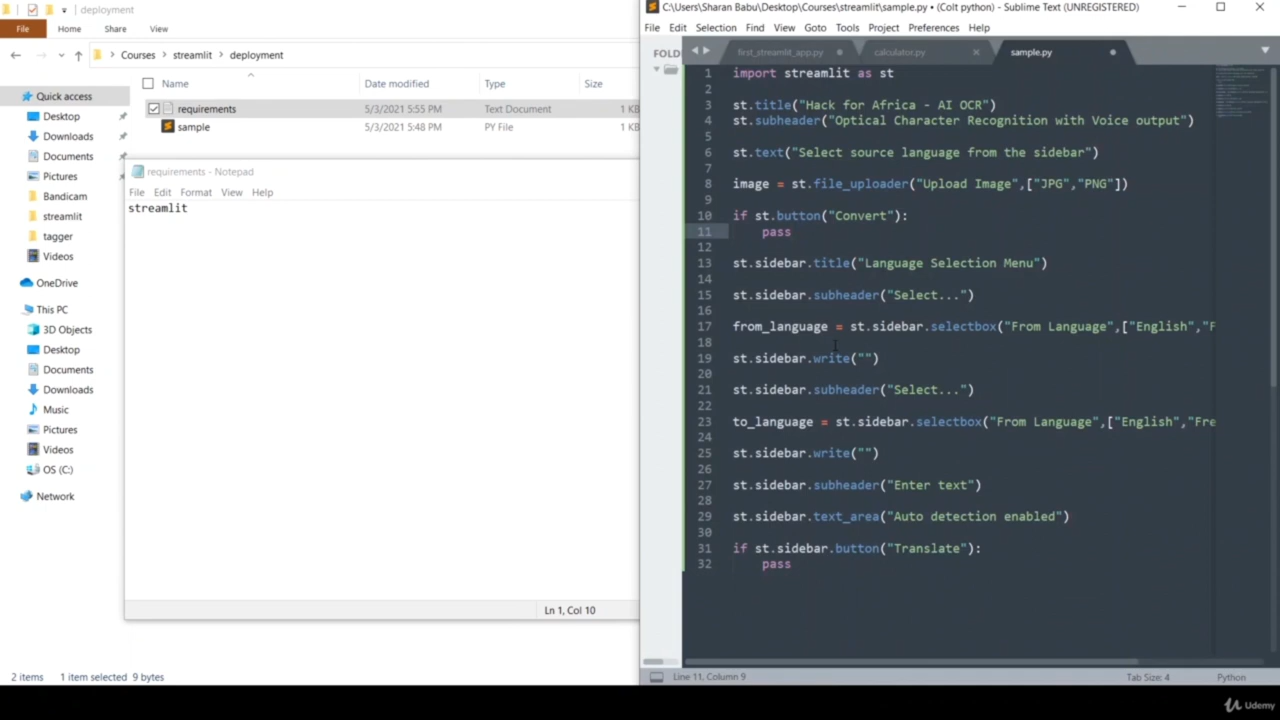 deployment
File Home Share View
Courses streamlit deployment
Name Date modified Type Size
requirements 5/3/2021 5:55 PM Text Document 1 KB
sample 5/3/2021 5:48 PM PY File 1 KB
Quick access
Desktop
Downloads
Documents
Pictures
Bandicam
streamlit
tagger
Videos
OneDrive
This PC
3D Objects
Desktop
Documents
Downloads
Music
Pictures
Videos
OS (C:)
Network
2 items 1 item selected 9 bytes
requirements - Notepad
File Edit Format View Help
streamlit
Ln 1, Col 10
C:\Users\Sharan Babu\Desktop\Courses\streamlit\sample.py • (Colt python) - Sublime Text (UNREGISTERED)
File Edit Selection Find View Goto Tools Project Preferences Help
FOLD first_streamlit_app.py calculator.py sample.py
1 import streamlit as st
2
3 st.title("Hack for Africa - AI OCR")
4 st.subheader("Optical Character Recognition with Voice output")
5
6 st.text("Select source language from the sidebar")
7
8 image = st.file_uploader("Upload Image",["JPG","PNG"])
9
10 if st.button("Convert"):
11 pass
12
13 st.sidebar.title("Language Selection Menu")
14
15 st.sidebar.subheader("Select...")
16
17 from_language = st.sidebar.selectbox("From Language",["English","F
18
19 st.sidebar.write("")
20
21 st.sidebar.subheader("Select...")
22
23 to_language = st.sidebar.selectbox("From Language",["English","Fre
24
25 st.sidebar.write("")
26
27 st.sidebar.subheader("Enter text")
28
29 st.sidebar.text_area("Auto detection enabled")
30
31 if st.sidebar.button("Translate"):
32 pass
Line 11, Column 9 Tab Size: 4 Python
Udemy